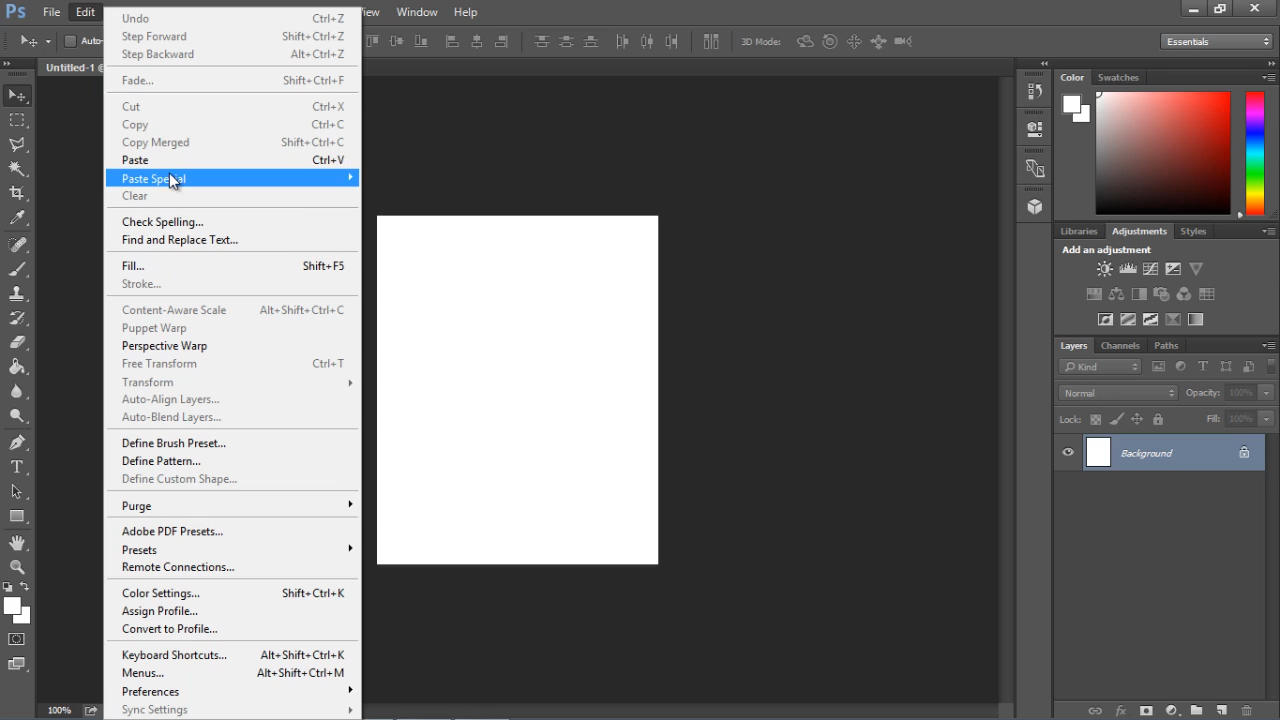 Ps File Edit View Window Help
Undo Ctrl+Z
Step Forward Shift+Ctrl+Z
Step Backward Alt+Ctrl+Z
Fade... Shift+Ctrl+F
Cut Ctrl+X
Copy Ctrl+C
Copy Merged Shift+Ctrl+C
Paste Ctrl+V
Paste Special
Clear
Check Spelling...
Find and Replace Text...
Fill... Shift+F5
Stroke...
Content-Aware Scale Alt+Shift+Ctrl+C
Puppet Warp
Perspective Warp
Free Transform Ctrl+T
Transform
Auto-Align Layers...
Auto-Blend Layers...
Define Brush Preset...
Define Pattern...
Define Custom Shape...
Purge
Adobe PDF Presets...
Presets
Remote Connections...
Color Settings... Shift+Ctrl+K
Assign Profile...
Convert to Profile...
Keyboard Shortcuts... Alt+Shift+Ctrl+K
Menus... Alt+Shift+Ctrl+M
Preferences
Sync Settings
Auto-
3D Mode:
Essentials
Untitled-1 @
100%
Color Swatches
Libraries Adjustments Styles
Add an adjustment
Layers Channels Paths
Kind
Normal Opacity: 100%
Lock: Fill: 100%
Background
fx